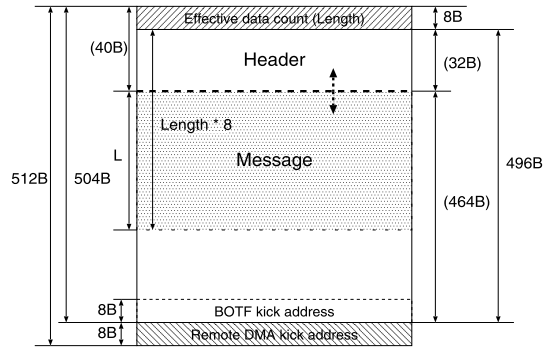 Effective data count (Length)
8B
(40B)
Header
(32B)
Length * 8
L
Message
512B
504B
496B
(464B)
8B
BOTF kick address
8B
Remote DMA kick address